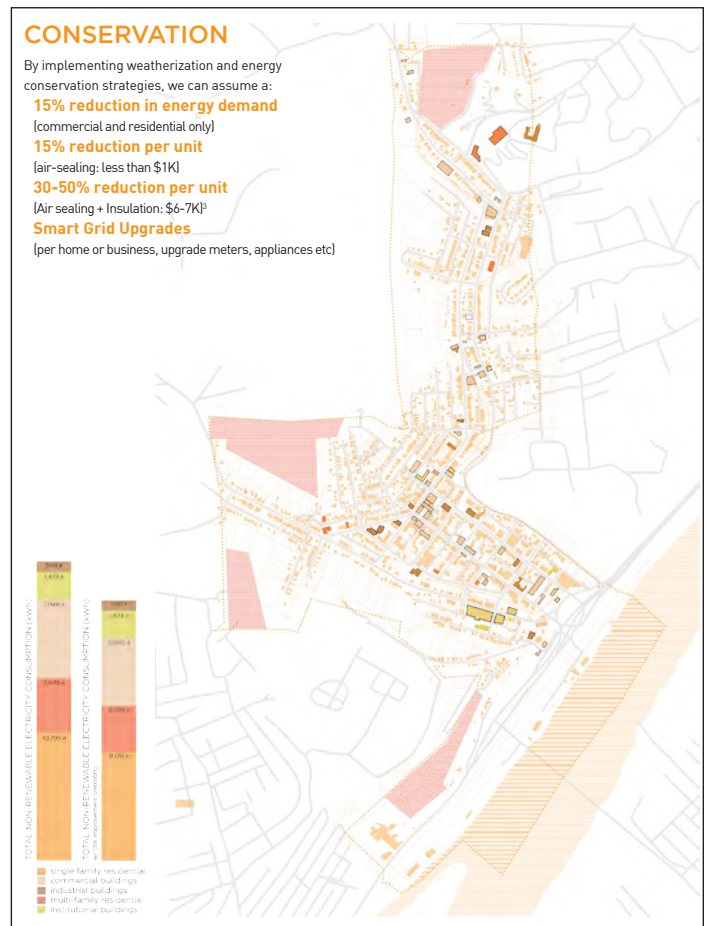 CONSERVATION
By implementing weatherization and energy
conservation strategies, we can assume a:
15% reduction in energy demand
(commercial and residential only)
15% reduction per unit
(air-sealing: less than $1K)
30-50% reduction per unit
(Air sealing + Insulation: $6-7K)³
Smart Grid Upgrades
(per home or business, upgrade meters, appliances etc)
TOTAL NON-RENEWABLE ELECTRICITY CONSUMPTION (kWh)
TOTAL NON-RENEWABLE ELECTRICITY CONSUMPTION (kWh)
single family residential
commercial buildings
industrial buildings
multi-family residential
institutional buildings